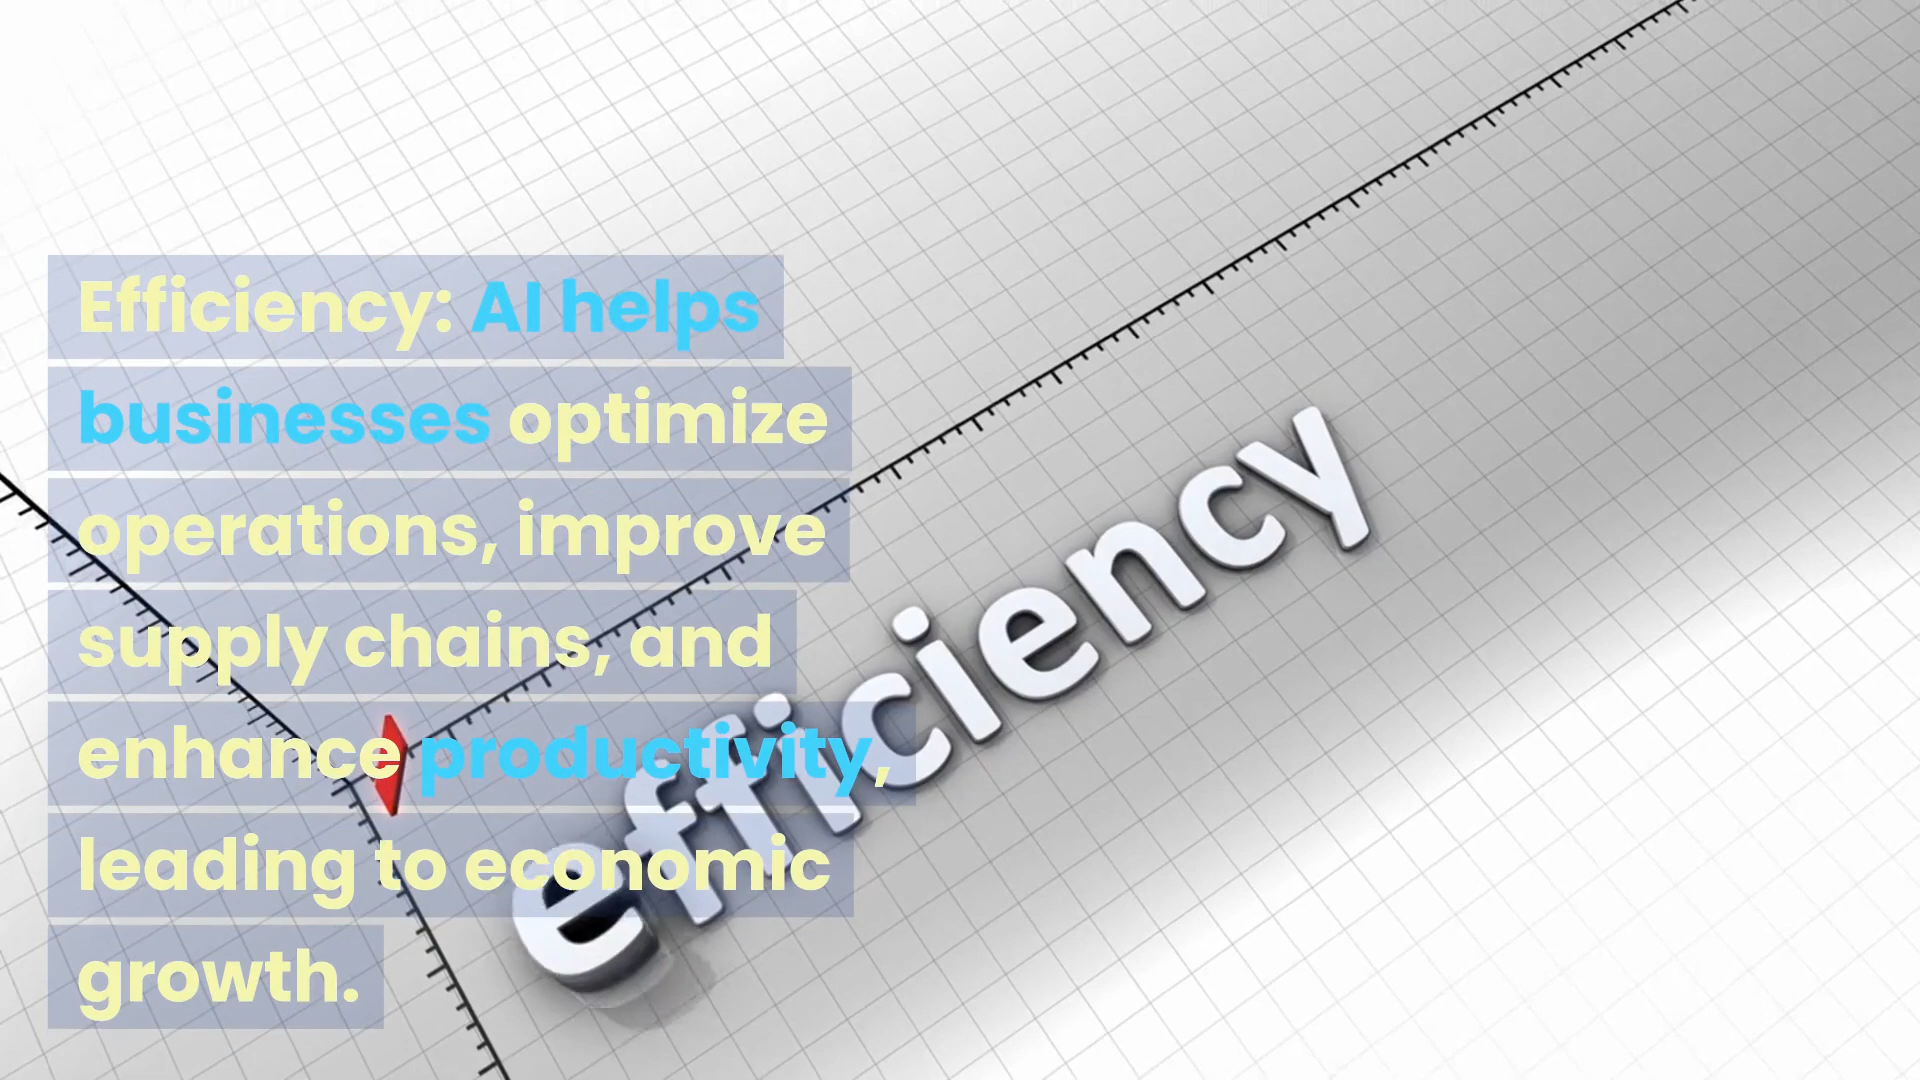 Efficiency: AI helps
businesses optimize
operations, improve
supply chains, and
enhance productivity,
leading to economic
growth.
efficiency